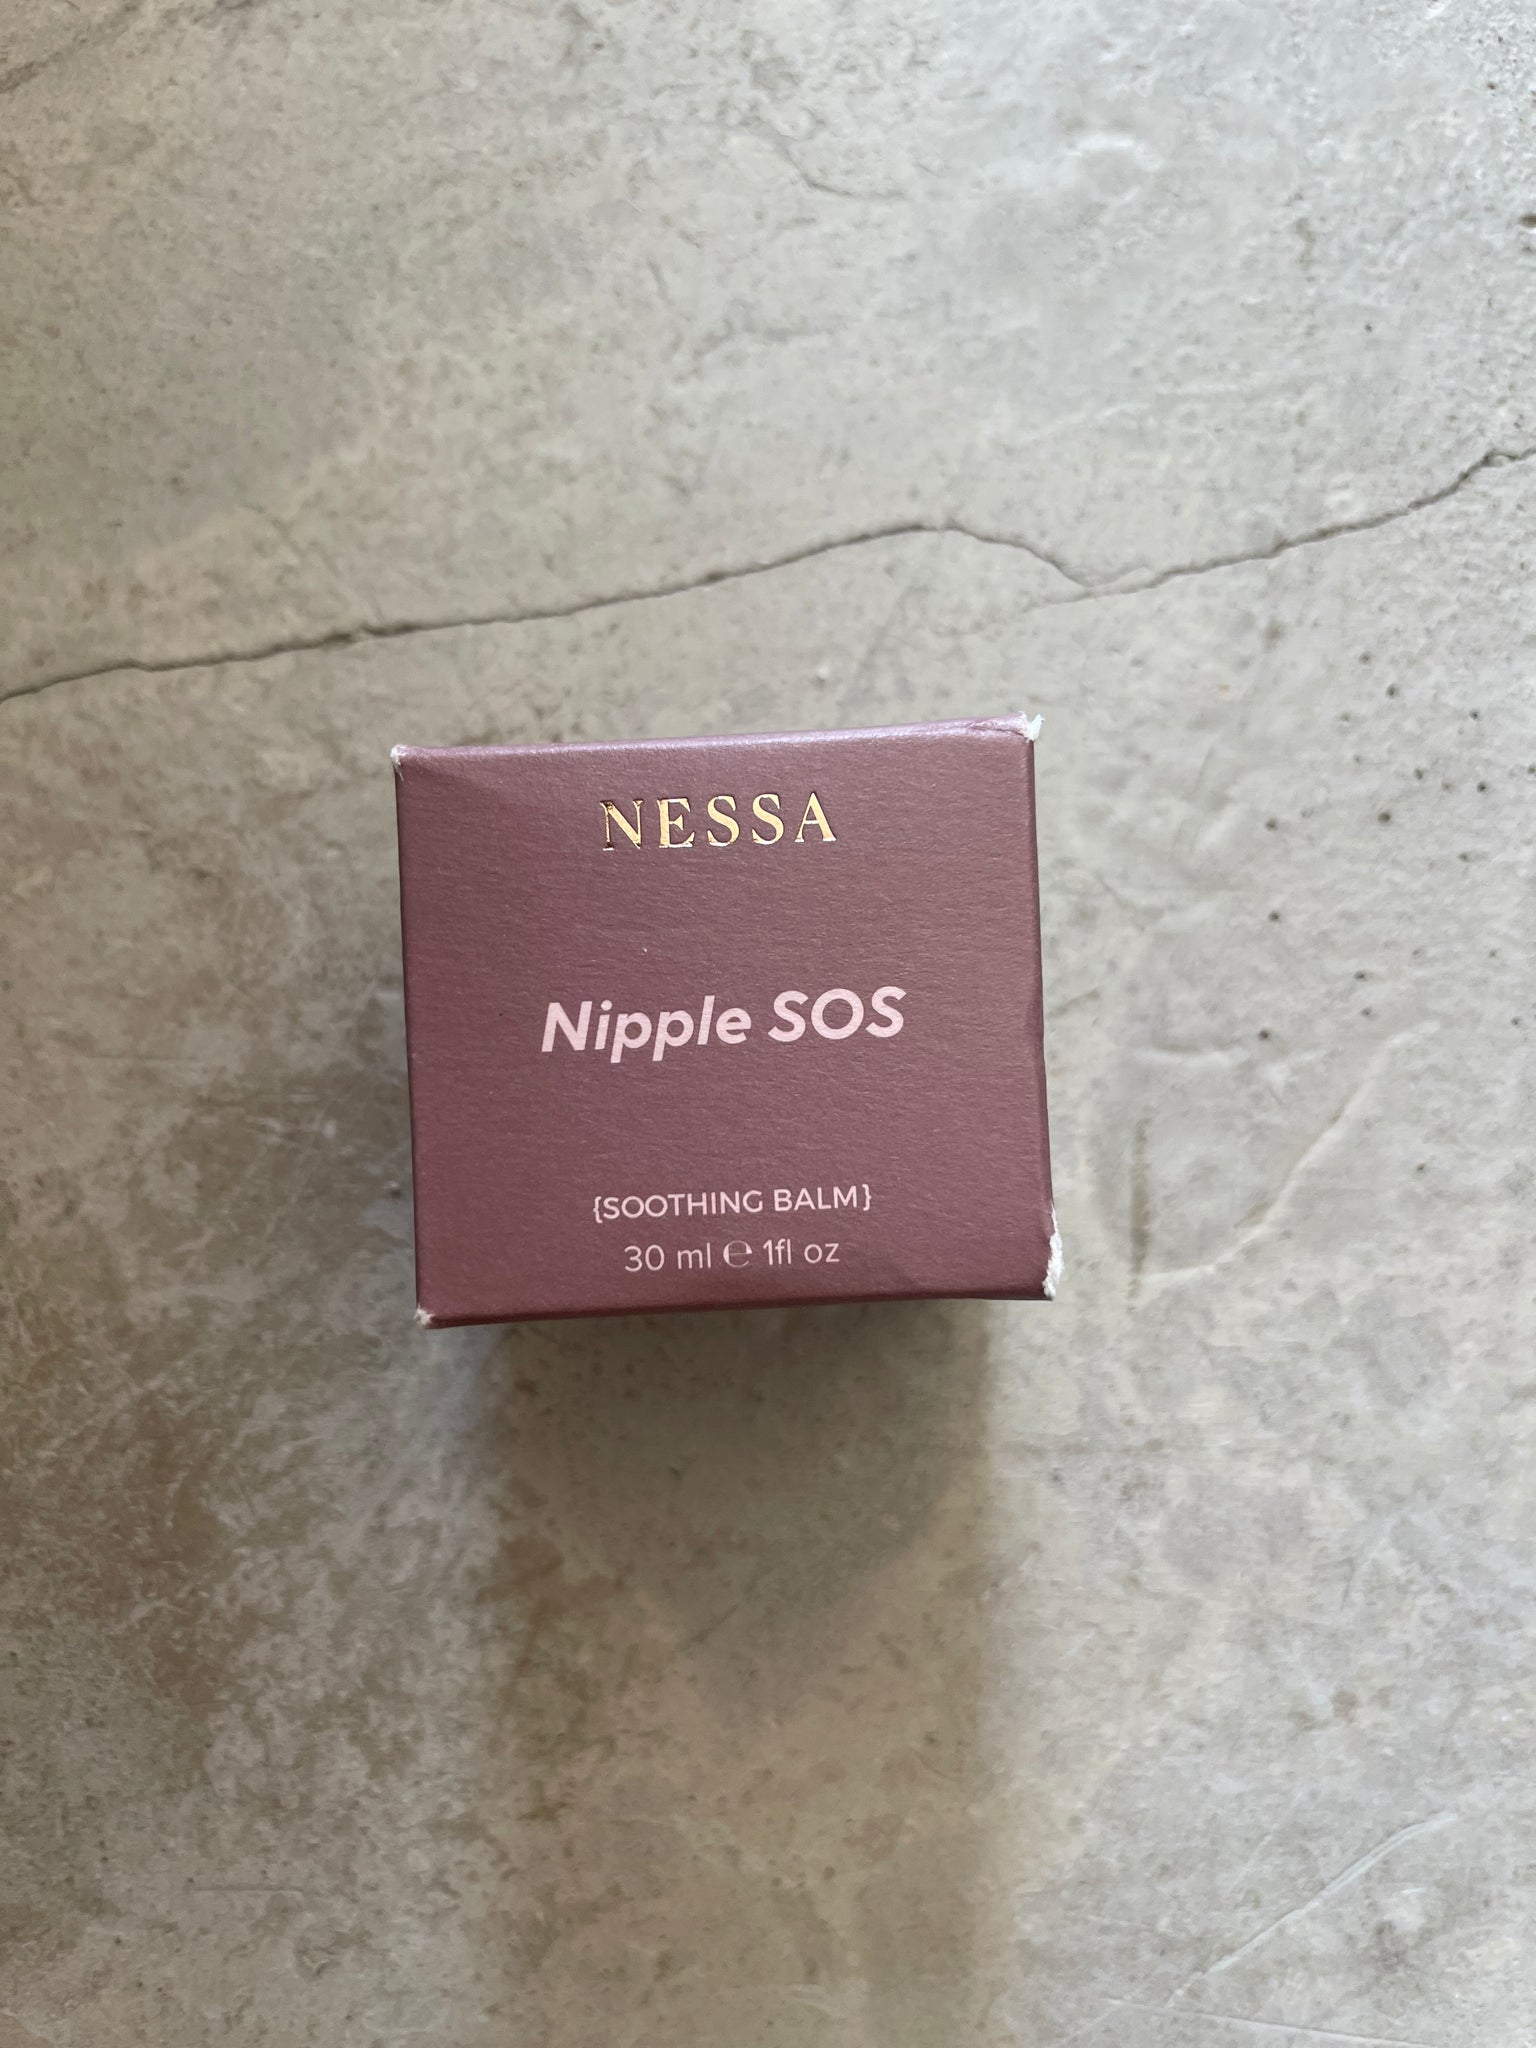 NESSA
Nipple SOS
{SOOTHING BALM}
30 ml ℮ 1fl oz